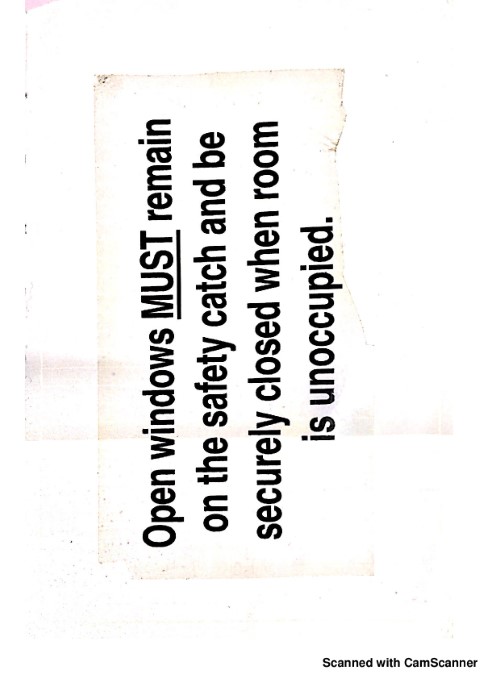 Open windows MUST remain
on the safety catch and be
securely closed when room
is unoccupied.
Scanned with CamScanner